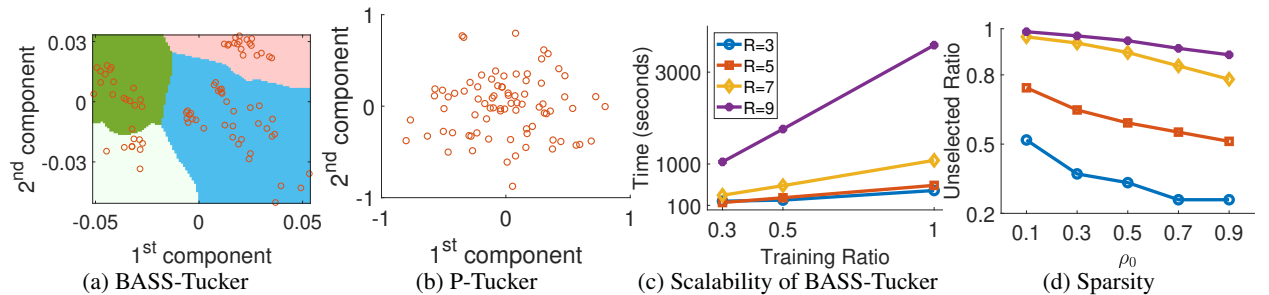 0.03
0
-0.03
2nd component
-0.05
0
0.05
1st component
(a) BASS-Tucker
1
0
-1
2nd component
-1
0
1
1st component
(b) P-Tucker
R=3
R=5
R=7
R=9
3000
1000
100
Time (seconds)
0.3
0.5
1
Training Ratio
(c) Scalability of BASS-Tucker
1
0.8
0.5
0.2
Unselected Ratio
0.1
0.3
0.5
0.7
0.9
ρ0
(d) Sparsity